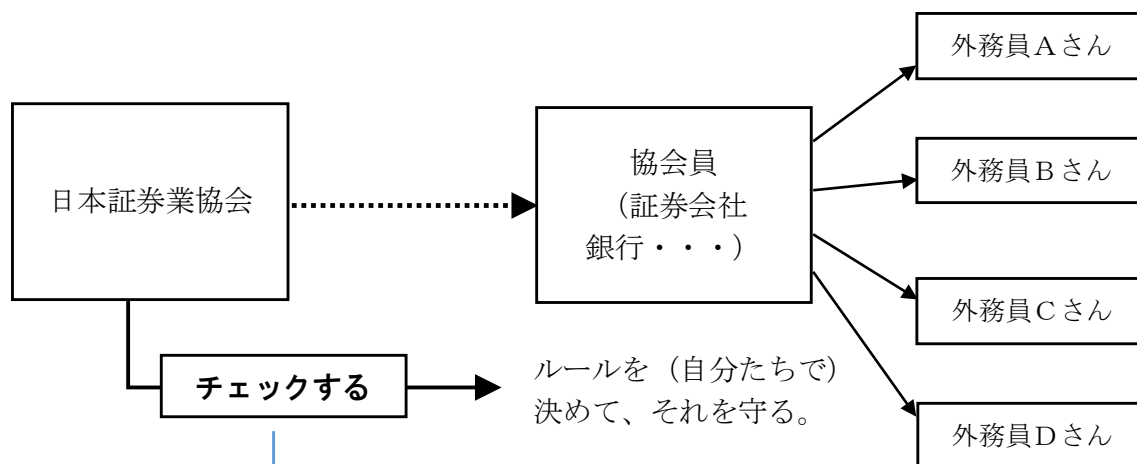 日本証券業協会
協会員
（証券会社
銀行・・・）
外務員Ａさん
外務員Ｂさん
外務員Ｃさん
外務員Ｄさん
チェックする
ルールを（自分たちで）
決めて、それを守る。